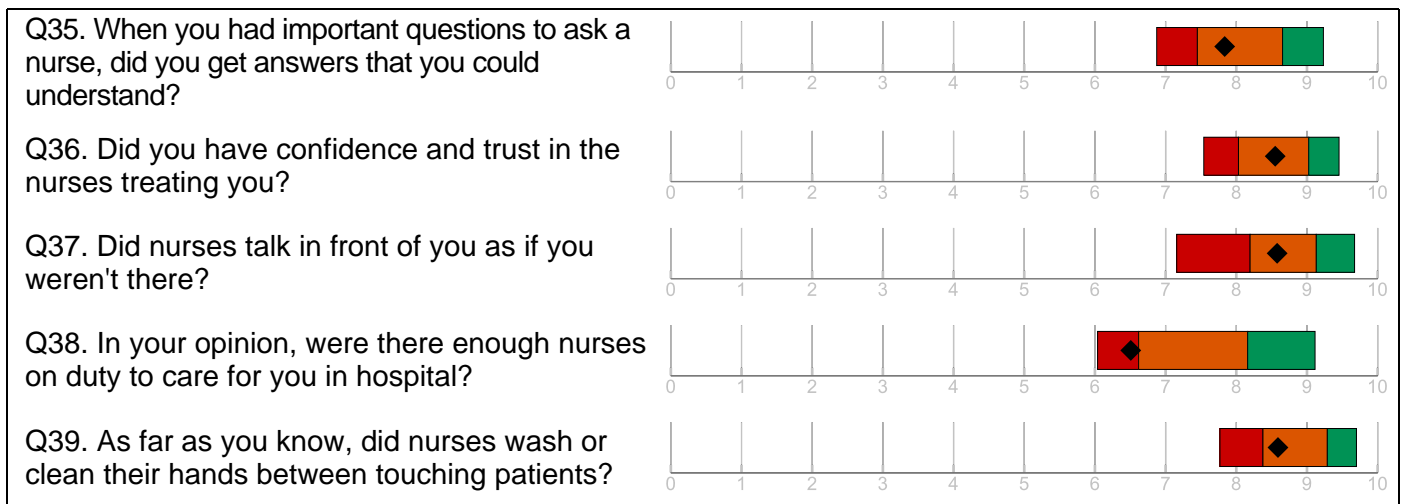 Q35. When you had important questions to ask a
nurse, did you get answers that you could
understand?
0 1 2 3 4 5 6 7 8 9 10
Q36. Did you have confidence and trust in the
nurses treating you?
0 1 2 3 4 5 6 7 8 9 10
Q37. Did nurses talk in front of you as if you
weren't there?
0 1 2 3 4 5 6 7 8 9 10
Q38. In your opinion, were there enough nurses
on duty to care for you in hospital?
0 1 2 3 4 5 6 7 8 9 10
Q39. As far as you know, did nurses wash or
clean their hands between touching patients?
0 1 2 3 4 5 6 7 8 9 10